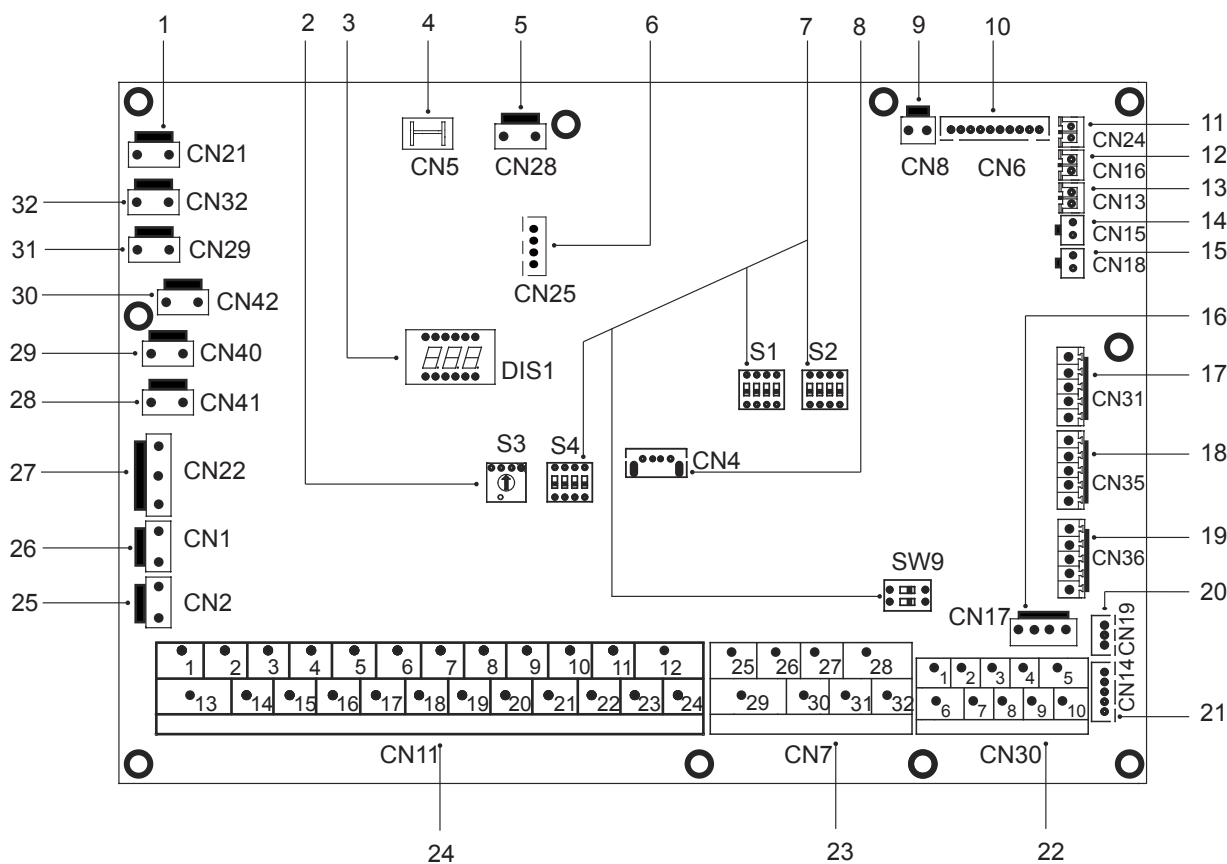 1 2 3 4 5 6 7 8 9 10
11
CN21 CN5 CN28 CN8 CN6 CN24
12
CN16
13
32 CN32 CN13
14
31 CN29 CN15
15
CN25 CN18
30 CN42
16
29 CN40 DIS1 S1 S2
17
28 CN41 CN31
S3 S4 CN4
18
27 CN22 CN35
2
19
26 CN1 CN36
SW9
20
25 CN2 CN17 CN19
1 2 3 4 5 6 7 8 9 10 11 12 25 26 27 28 1 2 3 4 5
13 14 15 16 17 18 19 20 21 22 23 24 29 30 31 32 6 7 8 9 10
CN14
21
CN11 CN7 CN30
24 23 22